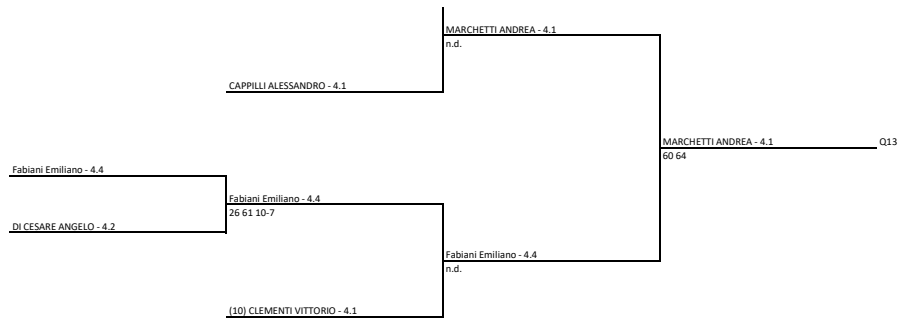 MARCHETTI ANDREA - 4.1
n.d.
CAPPILLI ALESSANDRO - 4.1
MARCHETTI ANDREA - 4.1
Q13
60 64
Fabiani Emiliano - 4.4
Fabiani Emiliano - 4.4
26 61 10-7
DI CESARE ANGELO - 4.2
Fabiani Emiliano - 4.4
n.d.
(10) CLEMENTI VITTORIO - 4.1